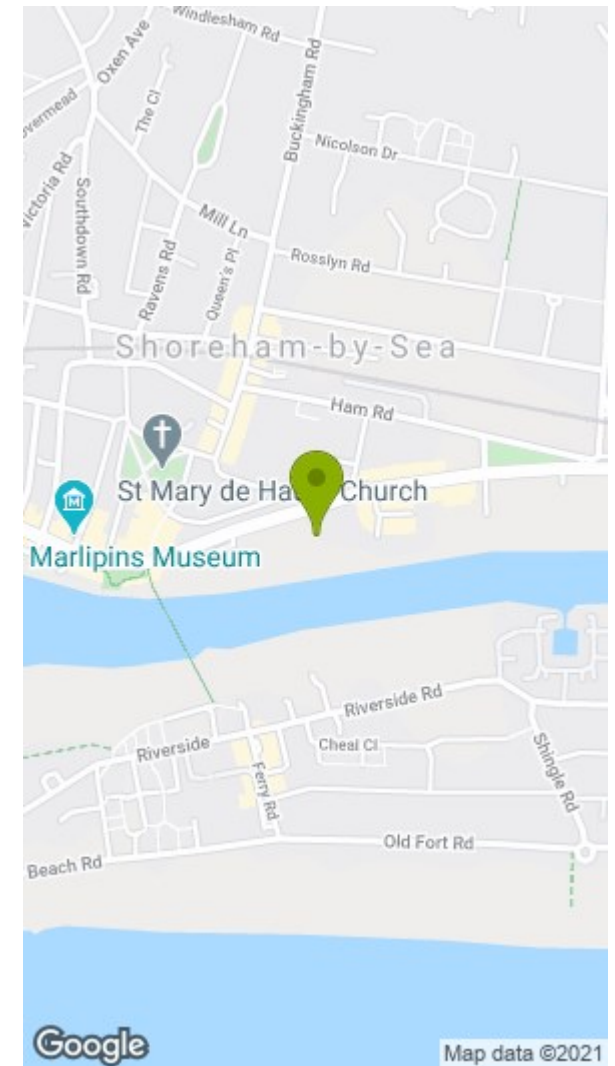 Windlesham Rd
Oxen Ave
The Cl
overmead
Buckingham Rd
Nicolson Dr
Victoria Rd
Southdown Rd
Mill Ln
Ravens Rd
Queen's Pl
Rosslyn Rd
Shoreham-by-Sea
Ham Rd
St Mary de Ha Church
Marlipins Museum
Riverside Rd
Riverside
Cheal Cl
Ferry Rd
Shingle Rd
Old Fort Rd
Beach Rd
Google
Map data ©2021